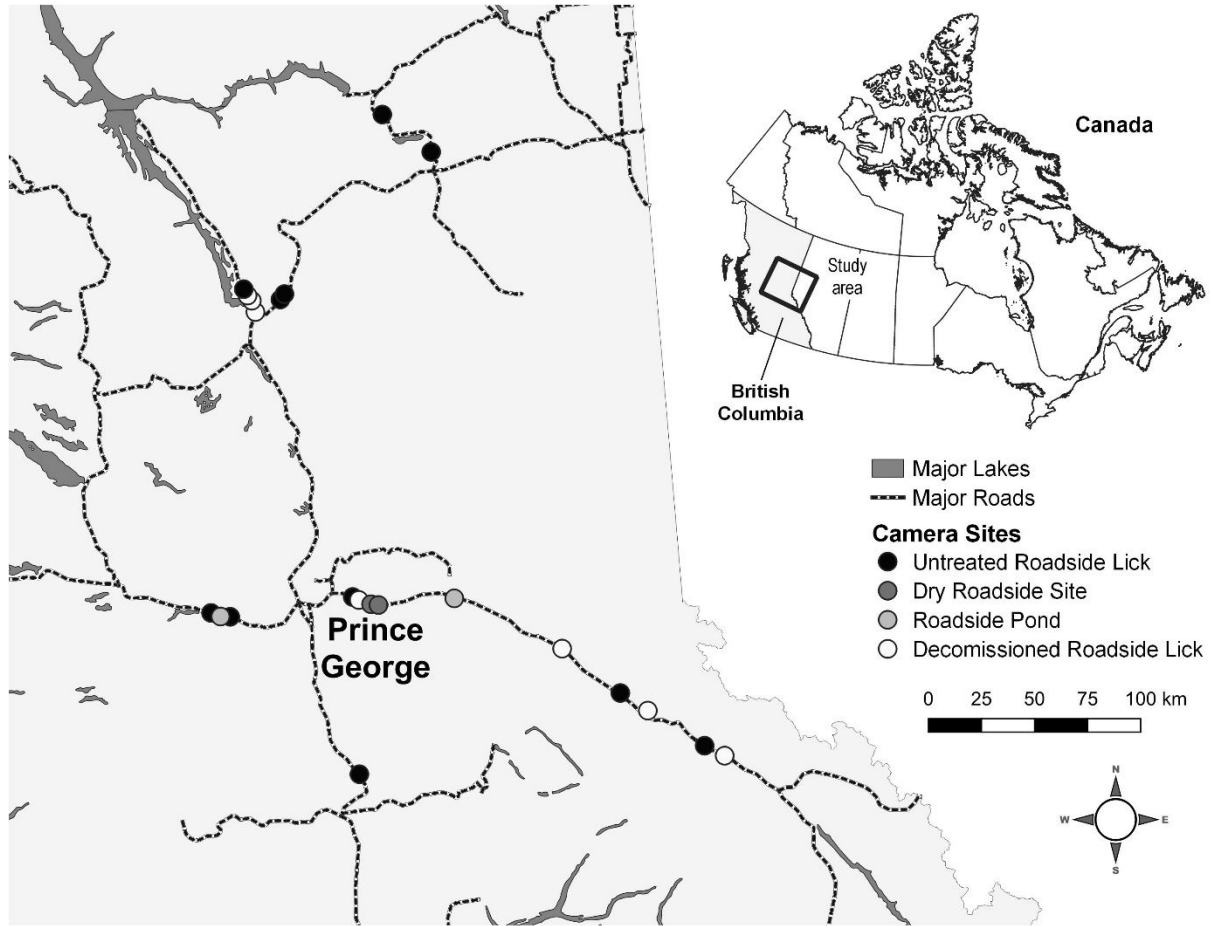 Canada
Study
area
British
Columbia
Major Lakes
Major Roads
Camera Sites
Untreated Roadside Lick
Dry Roadside Site
Roadside Pond
Decomissioned Roadside Lick
0 25 50 75 100 km
N
W E
S
Prince
George